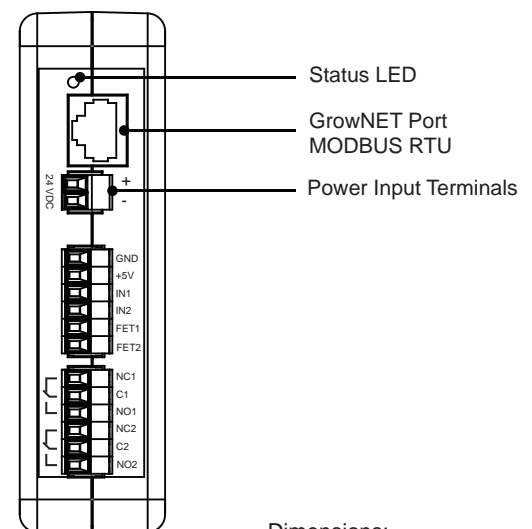 Status LED
GrowNET Port
MODBUS RTU
Power Input Terminals
24 VDC
+
-
GND
+5V
IN1
IN2
FET1
FET2
NC1
C1
NO1
NC2
C2
NO2
Dimensions: